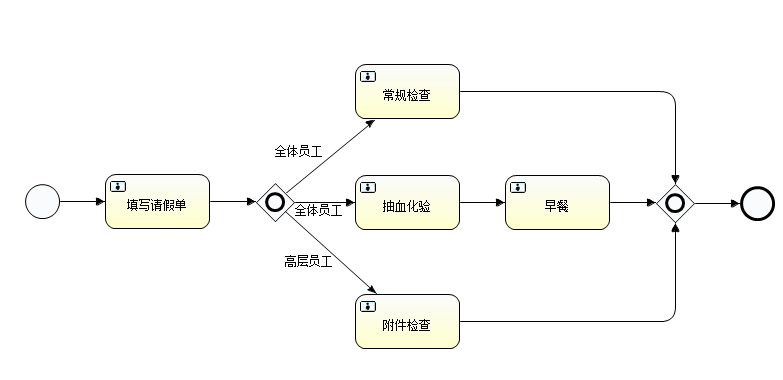 常规检查
全体员工
填写请假单
全体员工
抽血化验
早餐
高层员工
附件检查